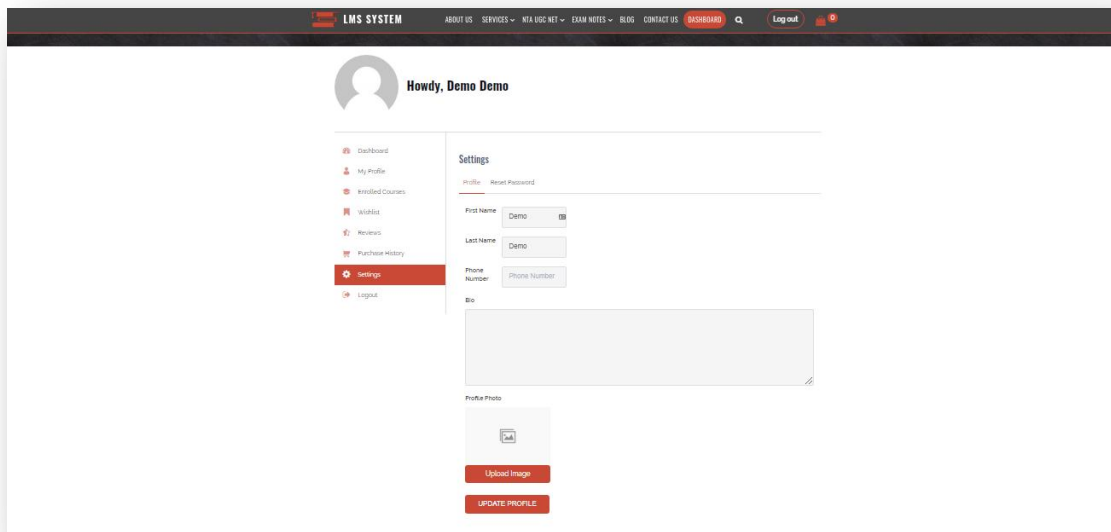 LMS SYSTEM
ABOUT US SERVICES NTA UGC NET EXAM NOTES BLOG CONTACT US DASHBOARD Log out 0
Howdy, Demo Demo
Dashboard
My Profile
Enrolled Courses
Wishlist
Reviews
Purchase History
Settings
Logout
Settings
Profile Reset Password
First Name Demo
Last Name Demo
Phone
Number
Phone Number
Bio
Profile Photo
Upload Image
UPDATE PROFILE